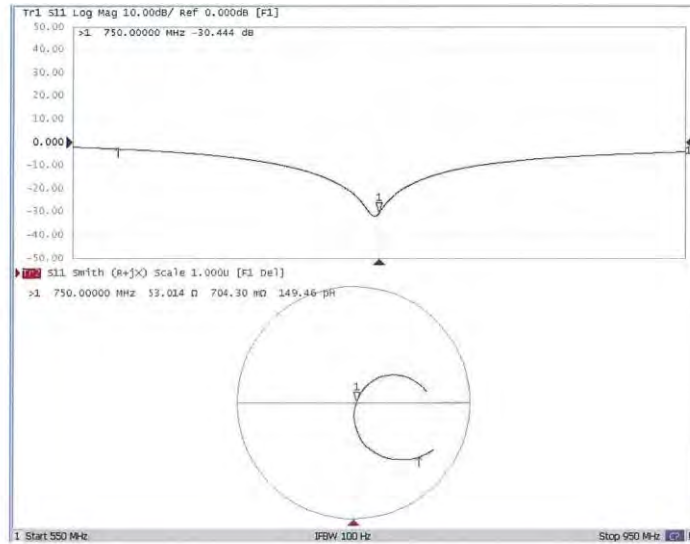 Tr1 S11 Log Mag 10.00dB/ Ref 0.000dB [F1]
50.00
>1 750.00000 MHz -30.444 dB
40.00
30.00
20.00
10.00
0.000
-10.00
1
-20.00
-30.00
-40.00
-50.00
Tr2 S11 Smith (R+jX) Scale 1.000U [F1 Del]
>1 750.00000 MHz 53.014 Ω 704.30 mΩ 149.46 pH
1
1 Start 550 MHz IFBW 100 Hz Stop 950 MHz